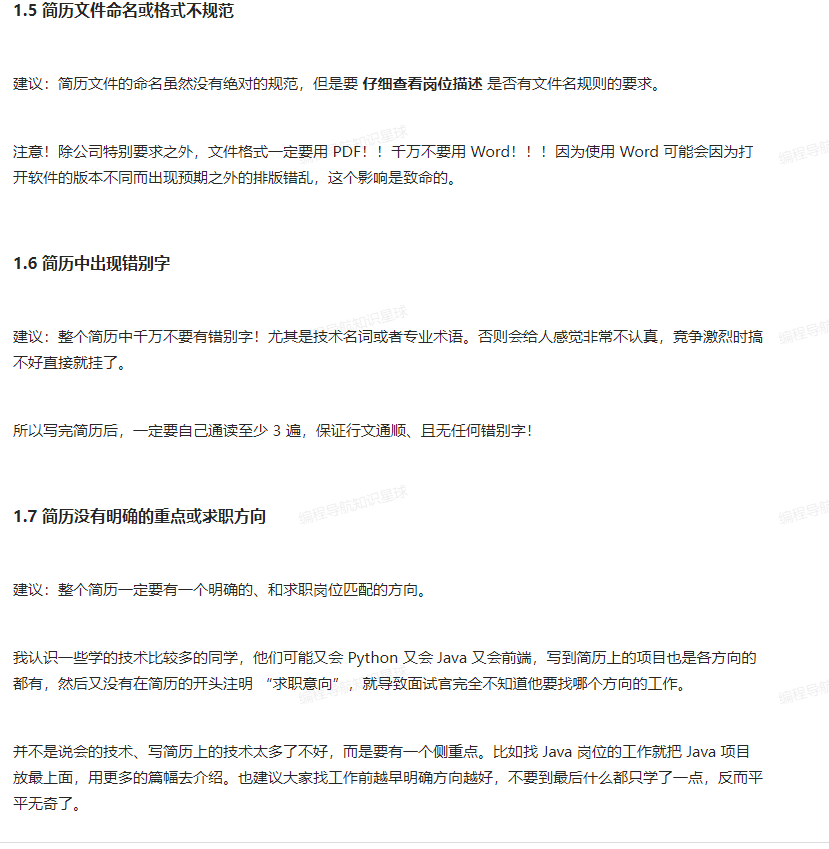 1.5 简历文件命名或格式不规范
建议：简历文件的命名虽然没有绝对的规范，但是要 仔细查看岗位描述 是否有文件名规则的要求。
注意！除公司特别要求之外，文件格式一定要用 PDF！！千万不要用 Word！！！因为使用 Word 可能会因为打
开软件的版本不同而出现预期之外的排版错乱，这个影响是致命的。
1.6 简历中出现错别字
建议：整个简历中千万不要有错别字！尤其是技术名词或者专业术语。否则会给人感觉非常不认真，竞争激烈时搞
不好直接就挂了。
所以写完简历后，一定要自己通读至少 3 遍，保证行文通顺、且无任何错别字！
1.7 简历没有明确的重点或求职方向
编程导航知识星球
建议：整个简历一定要有一个明确的、和求职岗位匹配的方向。
我认识一些学的技术比较多的同学，他们可能又会 Python 又会 Java 又会前端，写到简历上的项目也是各方向的
都有，然后又没有在简历的开头注明 “求职意向”，就导致面试官完全不知道他要找哪个方向的工作。
并不是说会的技术、写简历上的技术太多了不好，而是要有一个侧重点。比如找 Java 岗位的工作就把 Java 项目
放最上面，用更多的篇幅去介绍。也建议大家找工作前越早明确方向越好，不要到最后什么都只学了一点，反而平
平无奇了。